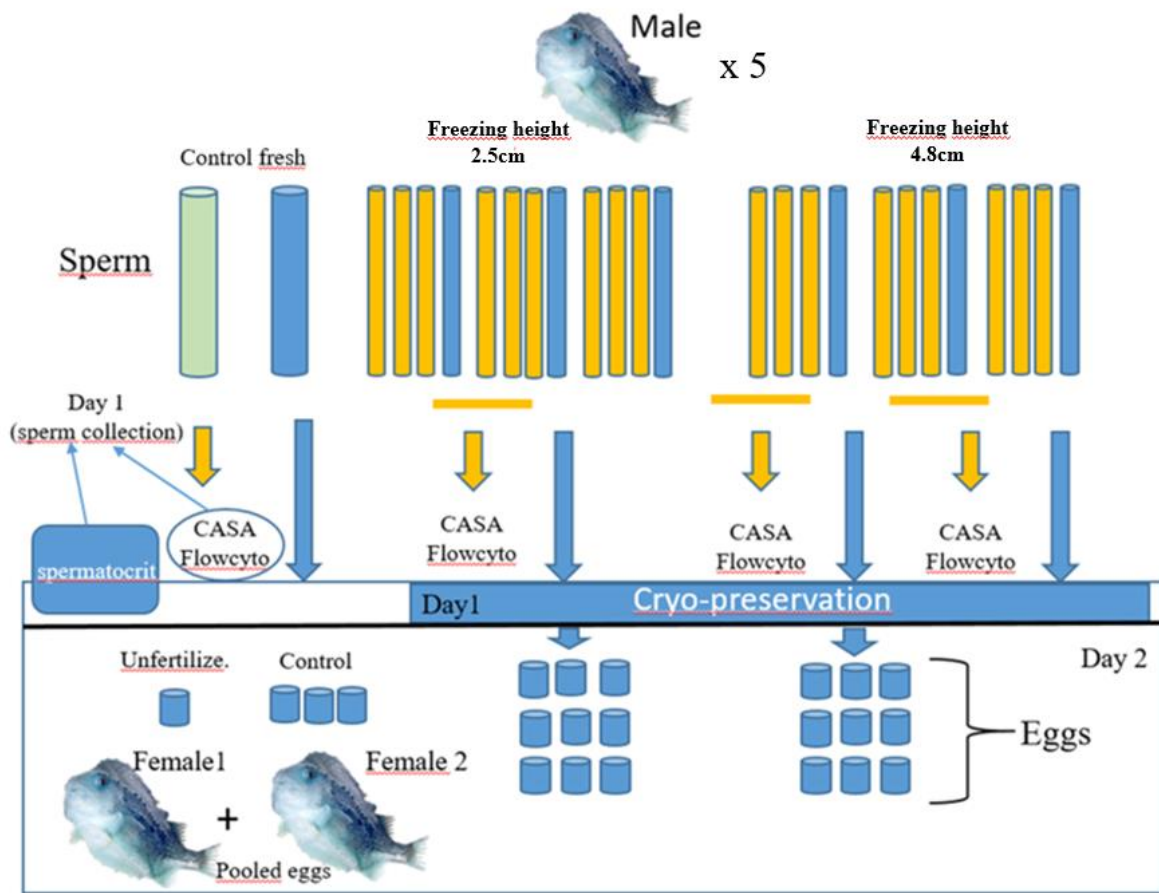 Male
x 5
Freezing height
2.5cm
Freezing height
4.8cm
Control fresh
Sperm
Day 1
(sperm collection)
CASA
Flowcyto
CASA
Flowcyto
CASA
Flowcyto
CASA
Flowcyto
spermatocrit
Day1
Cryo-preservation
Day 2
Unfertilize.
Control
Eggs
Female1
Female 2
+
Pooled eggs